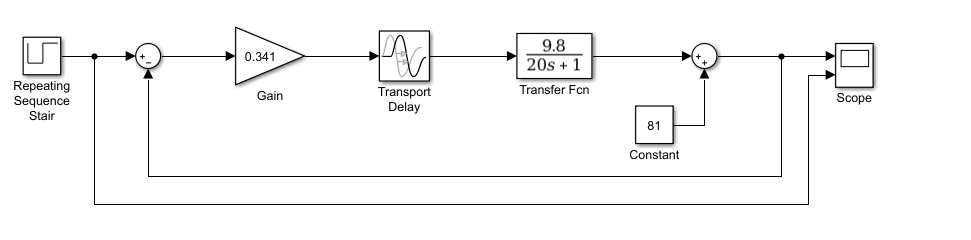 Repeating
Sequence
Stair
+
−
0.341
Gain
Transport
Delay
9.8
20s + 1
Transfer Fcn
+
+
81
Constant
Scope